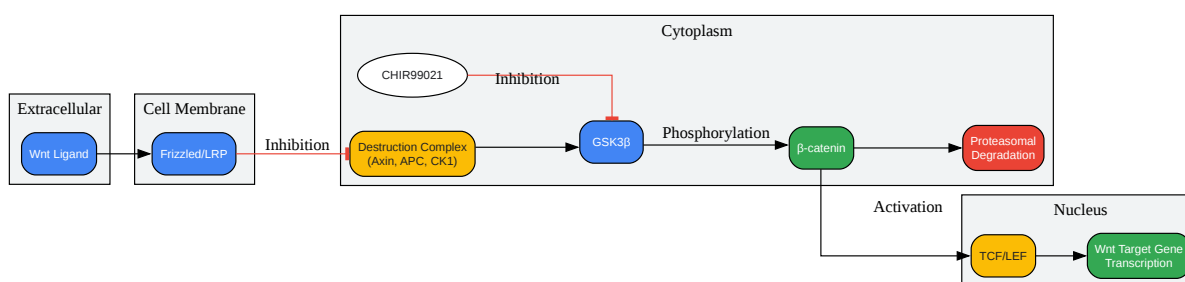 Cytoplasm
CHIR99021
Inhibition
Extracellular
Wnt Ligand
Cell Membrane
Frizzled/LRP
Inhibition
Destruction Complex
(Axin, APC, CK1)
GSK3β
Phosphorylation
β-catenin
Proteasomal
Degradation
Activation
Nucleus
TCF/LEF
Wnt Target Gene
Transcription